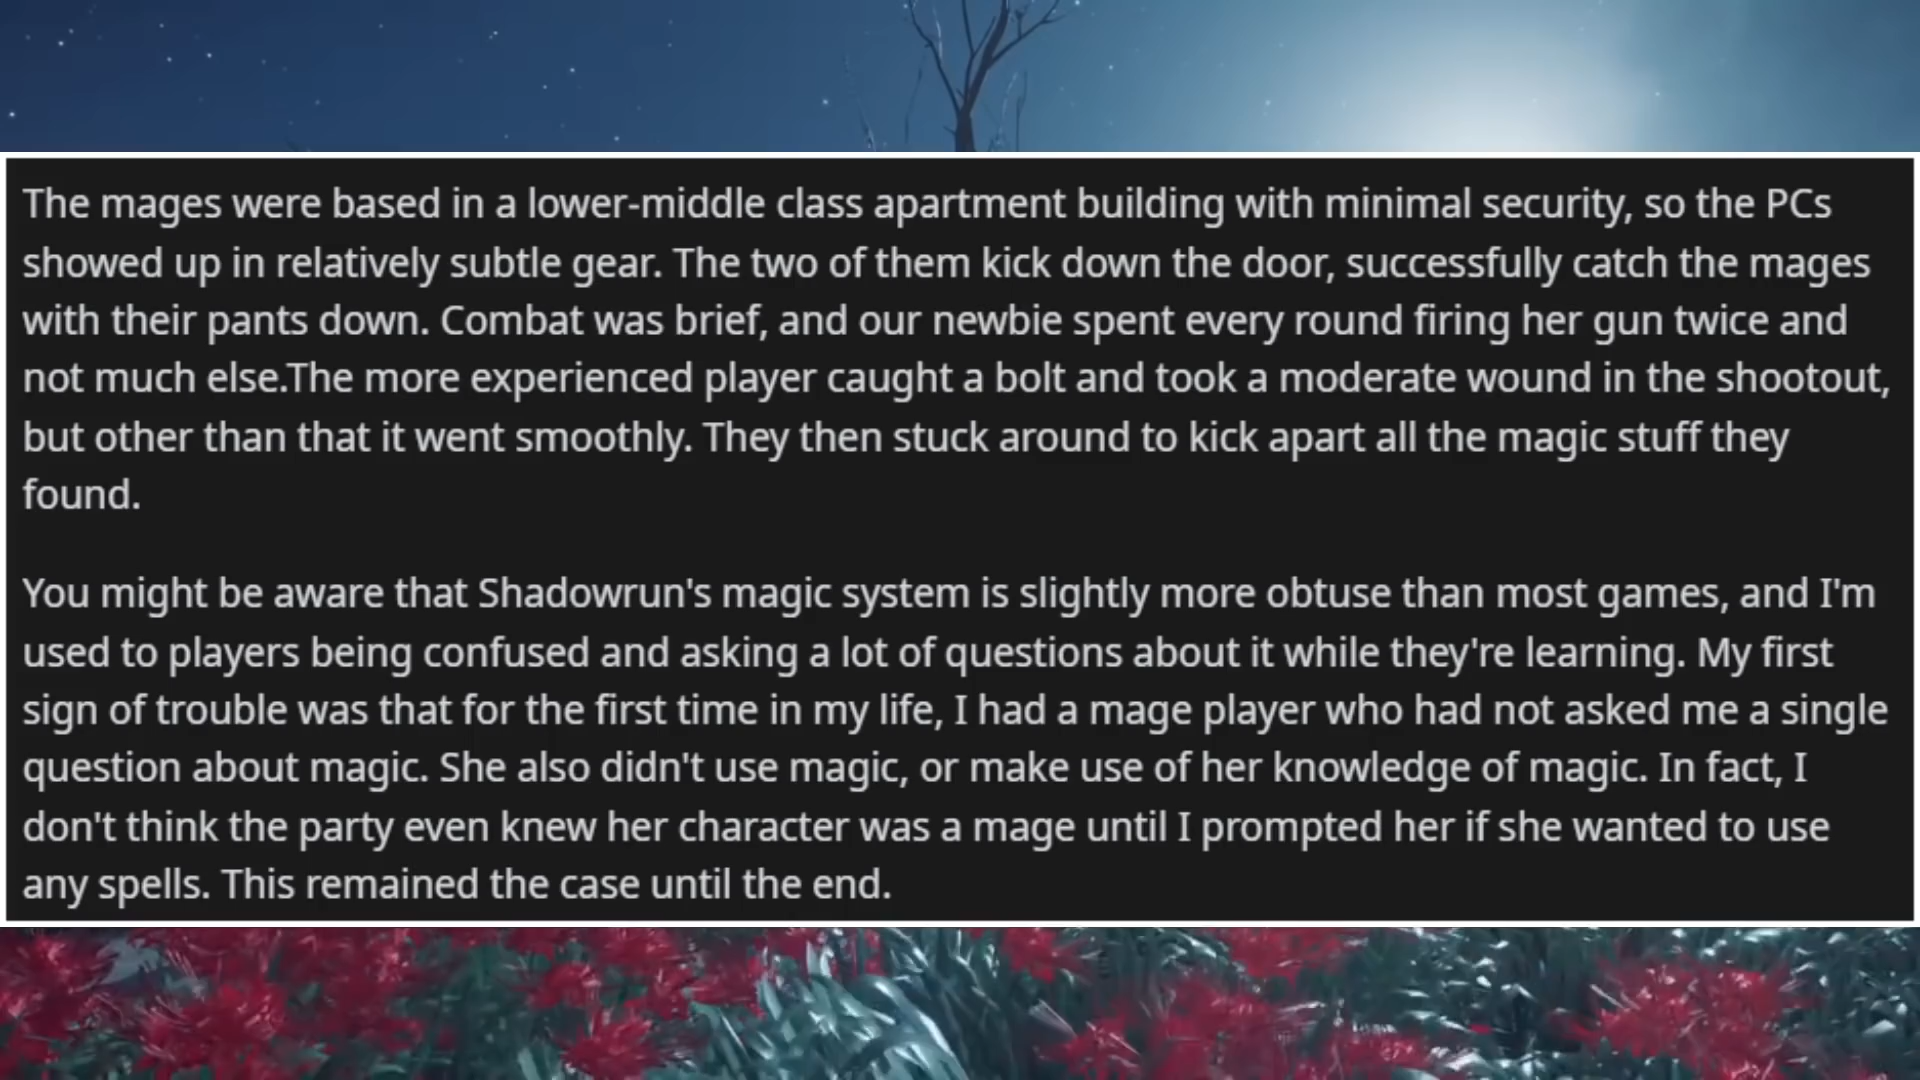 The mages were based in a lower-middle class apartment building with minimal security, so the PCs
showed up in relatively subtle gear. The two of them kick down the door, successfully catch the mages
with their pants down. Combat was brief, and our newbie spent every round firing her gun twice and
not much else.The more experienced player caught a bolt and took a moderate wound in the shootout,
but other than that it went smoothly. They then stuck around to kick apart all the magic stuff they
found.
You might be aware that Shadowrun's magic system is slightly more obtuse than most games, and I'm
used to players being confused and asking a lot of questions about it while they're learning. My first
sign of trouble was that for the first time in my life, I had a mage player who had not asked me a single
question about magic. She also didn't use magic, or make use of her knowledge of magic. In fact, I
don't think the party even knew her character was a mage until I prompted her if she wanted to use
any spells. This remained the case until the end.